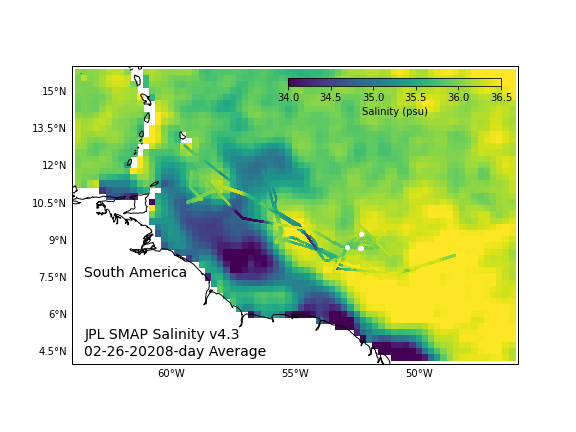 15°N
13.5°N
12°N
10.5°N
9°N
7.5°N
6°N
4.5°N
34.0 34.5 35.0 35.5 36.0 36.5
Salinity (psu)
South America
JPL SMAP Salinity v4.3
02-26-20208-day Average
60°W 55°W 50°W